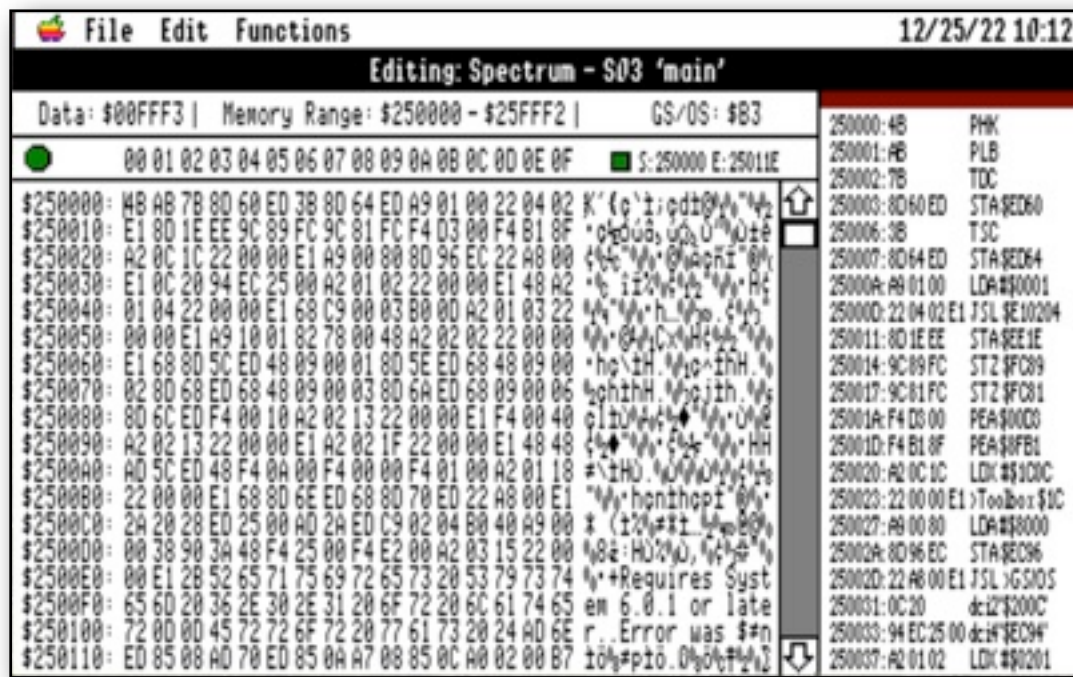 File Edit Functions 12/25/22 10:12
Editing: Spectrum - S03 'main'
Data: $00FFF3 | Memory Range: $250000 - $25FFF2 | GS/OS: $B3
00 01 02 03 04 05 06 07 08 09 0A 0B 0C 0D 0E 0F S:250000 E:25011E
$250000: 4B AB 7B 8D 60 ED 3B 8D 64 ED A9 01 00 22 04 02
$250010: E1 8D 1E EE 9C 89 FC 9C 81 FC F4 D3 00 F4 B1 8F
$250020: A2 0C 1C 22 00 00 E1 A9 00 80 8D 96 EC 22 A8 00
$250030: E1 0C 20 94 EC 25 00 A2 01 02 22 00 00 E1 48 A2
$250040: 01 04 22 00 00 E1 68 C9 00 03 B0 0D A2 01 03 22
$250050: 00 00 E1 A9 10 01 82 78 00 48 A2 02 02 22 00 00
$250060: E1 68 8D 5C ED 48 09 00 01 8D 5E ED 68 48 09 00
$250070: 02 8D 68 ED 68 48 09 00 03 8D 6A ED 68 09 00 06
$250080: 8D 6C ED F4 00 10 A2 02 13 22 00 00 E1 F4 00 40
$250090: A2 02 13 22 00 00 E1 A2 02 1F 22 00 00 E1 48 48
$2500A0: AD 5C ED 48 F4 0A 00 F4 00 00 F4 01 00 A2 01 18
$2500B0: 22 00 00 E1 68 8D 6E ED 68 8D 70 ED 22 A8 00 E1
$2500C0: 2A 20 28 ED 25 00 AD 2A ED C9 02 04 B0 40 A9 00
$2500D0: 00 38 90 3A 48 F4 25 00 F4 E2 00 A2 03 15 22 00
$2500E0: 00 E1 2B 52 65 71 75 69 72 65 73 20 53 79 73 74 +Requires Syst
$2500F0: 65 6D 20 36 2E 30 2E 31 20 6F 72 20 6C 61 74 65 em 6.0.1 or late
$250100: 72 0D 0D 45 72 72 6F 72 20 77 61 73 20 24 AD 6E r..Error was $≠n
$250110: ED 85 08 AD 70 ED 85 0A A7 08 85 0C A0 02 00 B7
250000: 4B PHK
250001: AB PLB
250002: 7B TDC
250003: 8D 60 ED STA $ED60
250006: 3B TSC
250007: 8D 64 ED STA $ED64
25000A: A9 01 00 LDA #$0001
25000D: 22 04 02 E1 JSL $E10204
250011: 8D 1E EE STA $EE1E
250014: 9C 89 FC STZ $FC89
250017: 9C 81 FC STZ $FC81
25001A: F4 D3 00 PEA $00D3
25001D: F4 B1 8F PEA $8FB1
250020: A2 0C 1C LDX #$1C0C
250023: 22 00 00 E1 >Toolbox $1C
250027: A9 00 80 LDA #$8000
25002A: 8D 96 EC STA $EC96
25002D: 22 A8 00 E1 JSL >GS/OS
250031: 0C 20 dci2"$200C"
250033: 94 EC 25 00 dci4"$EC94"
250037: A2 01 02 LDX #$0201